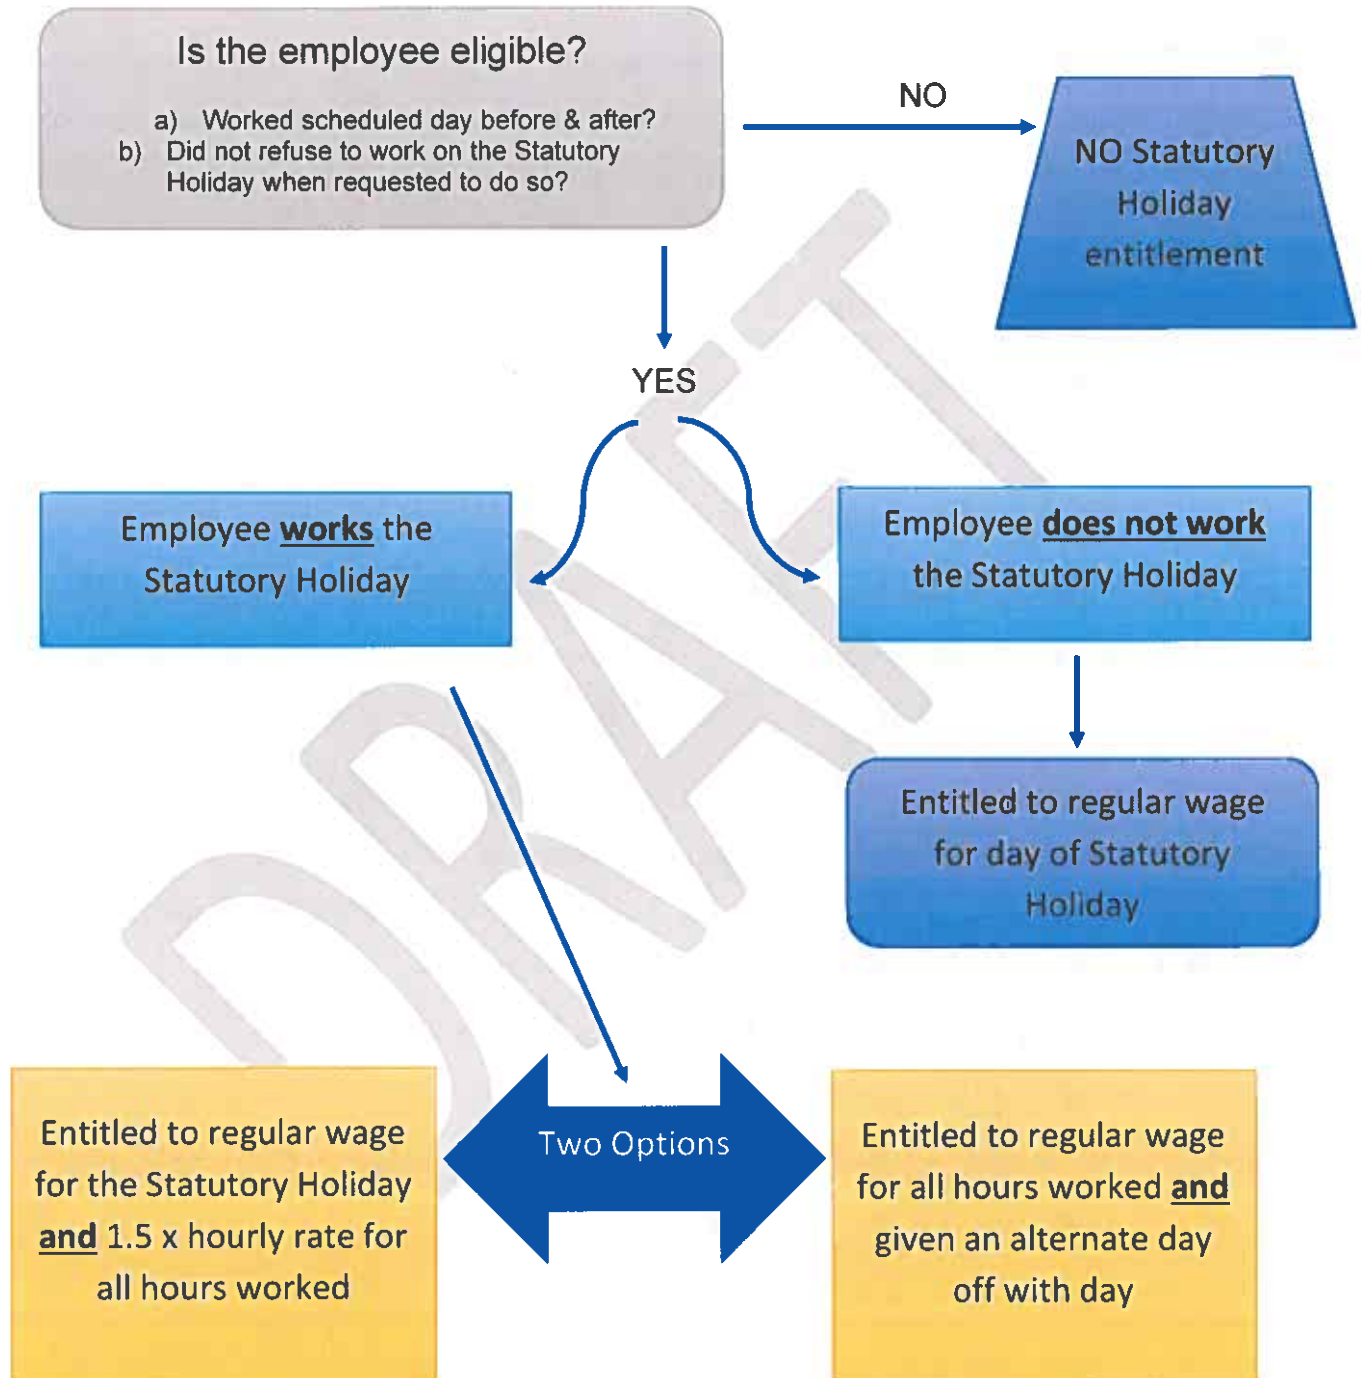 Is the employee eligible?
a) Worked scheduled day before & after?
b) Did not refuse to work on the Statutory
Holiday when requested to do so?
NO
NO Statutory
Holiday
entitlement
YES
Employee works the
Statutory Holiday
Employee does not work
the Statutory Holiday
Entitled to regular wage
for day of Statutory
Holiday
Two Options
Entitled to regular wage
for the Statutory Holiday
and 1.5 x hourly rate for
all hours worked
Entitled to regular wage
for all hours worked and
given an alternate day
off with day
DRAFT